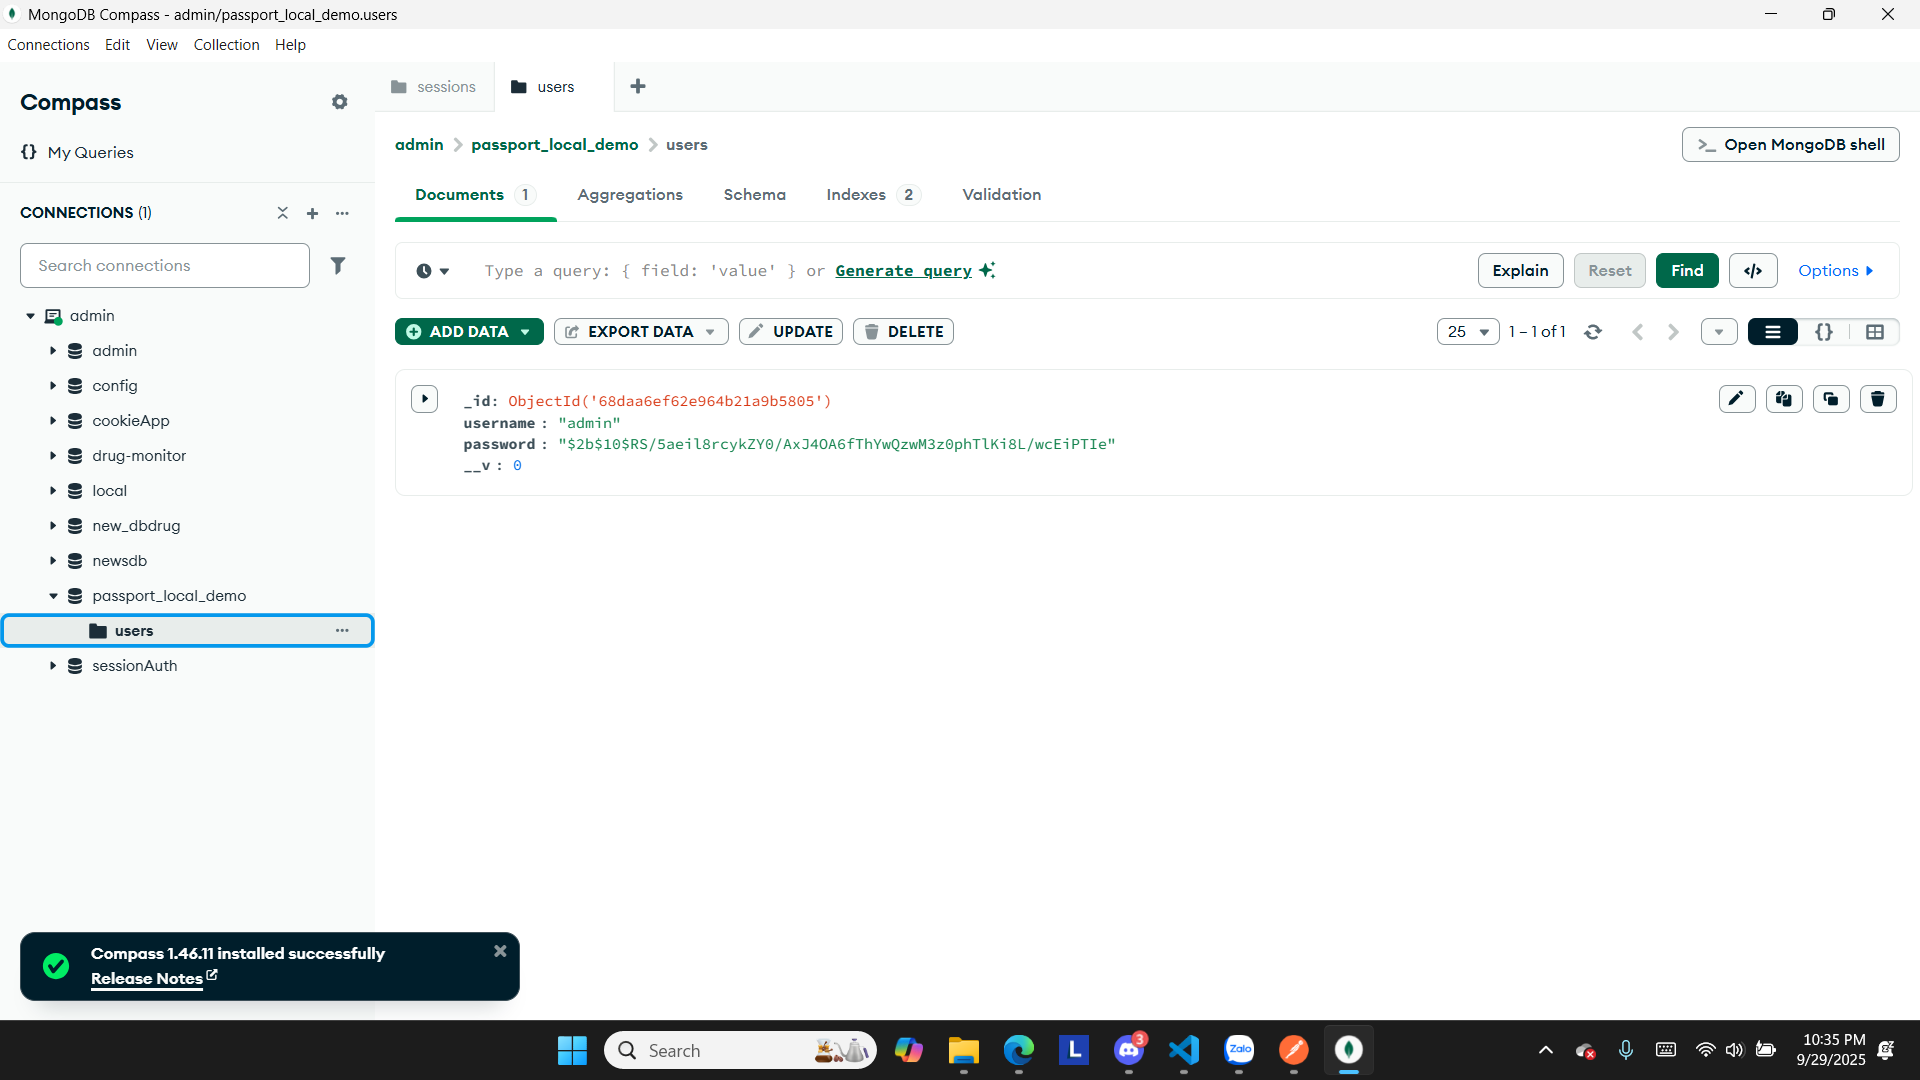 MongoDB Compass - admin/passport_local_demo.users
Connections Edit View Collection Help
Compass
My Queries
CONNECTIONS (1)
Search connections
admin
admin
config
cookieApp
drug-monitor
local
new_dbdrug
newsdb
passport_local_demo
users
sessionAuth
sessions users
admin > passport_local_demo > users
>_ Open MongoDB shell
Documents 1 Aggregations Schema Indexes 2 Validation
Type a query: { field: 'value' } or Generate query
Explain Reset Find </> Options
ADD DATA EXPORT DATA UPDATE DELETE
25 1 – 1 of 1
_id: ObjectId('68daa6ef62e964b21a9b5805')
username : "admin"
password : "$2b$10$RS/5aeil8rcykZY0/AxJ4OA6fThYwQzwM3z0phTlKi8L/wcEiPTIe"
__v : 0
Compass 1.46.11 installed successfully
Release Notes
Search
L
3
Zalo
10:35 PM
9/29/2025